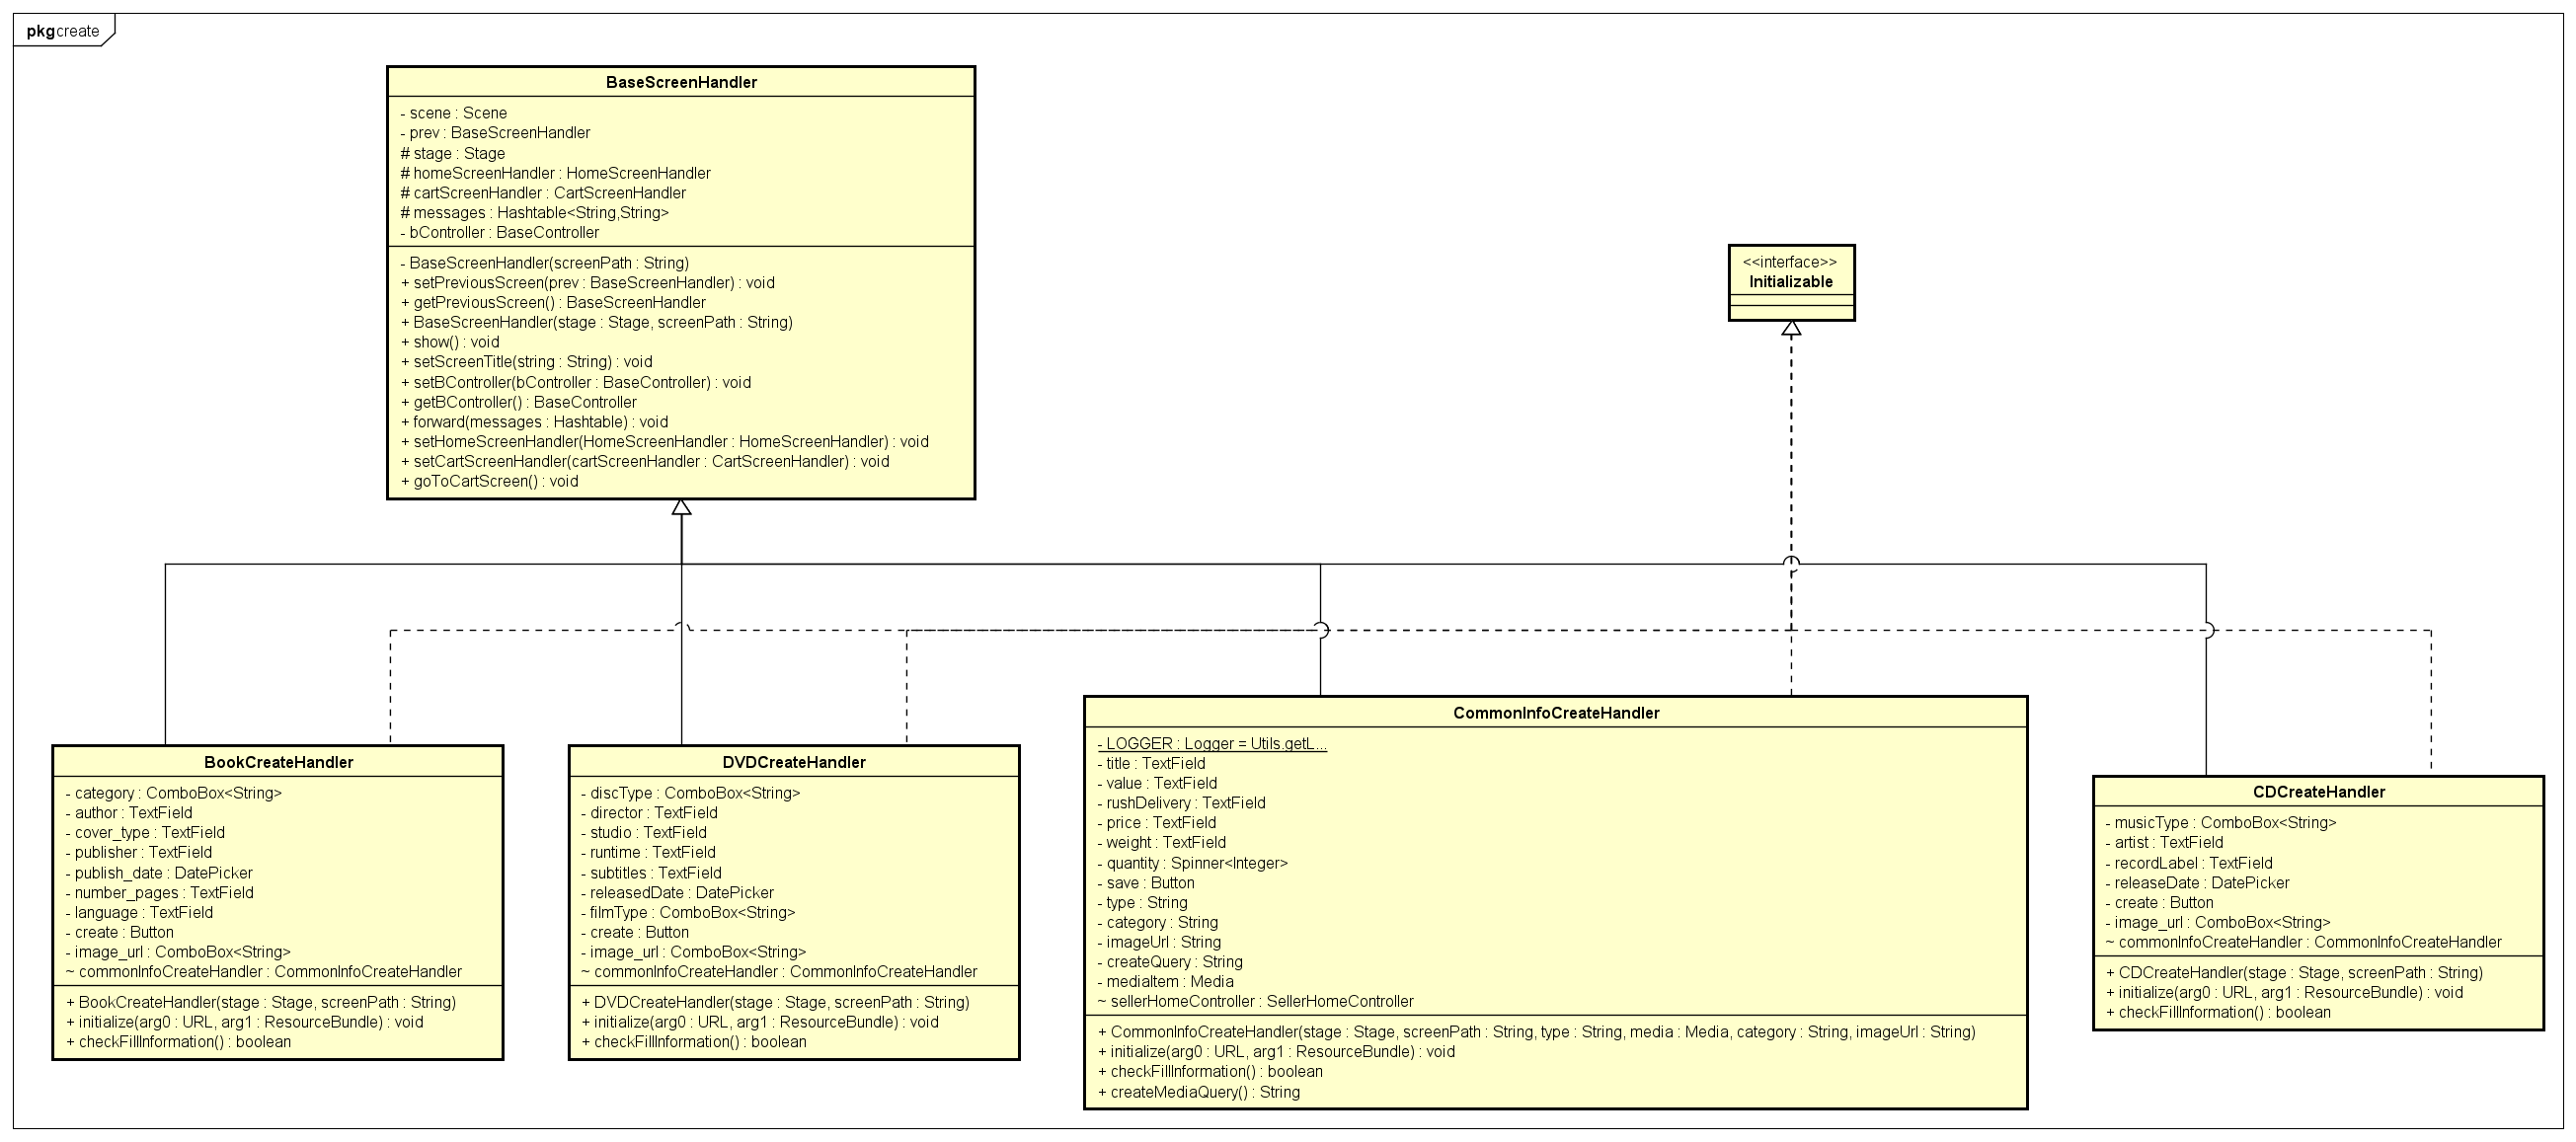 pkg create
BaseScreenHandler
- scene : Scene
- prev : BaseScreenHandler
# stage : Stage
# homeScreenHandler : HomeScreenHandler
# cartScreenHandler : CartScreenHandler
# messages : Hashtable<String,String>
- bController : BaseController
- BaseScreenHandler(screenPath : String)
+ setPreviousScreen(prev : BaseScreenHandler) : void
+ getPreviousScreen() : BaseScreenHandler
+ BaseScreenHandler(stage : Stage, screenPath : String)
+ show() : void
+ setScreenTitle(string : String) : void
+ setBController(bController : BaseController) : void
+ getBController() : BaseController
+ forward(messages : Hashtable) : void
+ setHomeScreenHandler(HomeScreenHandler : HomeScreenHandler) : void
+ setCartScreenHandler(cartScreenHandler : CartScreenHandler) : void
+ goToCartScreen() : void
<<interface>>
Initializable
BookCreateHandler
- category : ComboBox<String>
- author : TextField
- cover_type : TextField
- publisher : TextField
- publish_date : DatePicker
- number_pages : TextField
- language : TextField
- create : Button
- image_url : ComboBox<String>
~ commonInfoCreateHandler : CommonInfoCreateHandler
+ BookCreateHandler(stage : Stage, screenPath : String)
+ initialize(arg0 : URL, arg1 : ResourceBundle) : void
+ checkFillInformation() : boolean
DVDCreateHandler
- discType : ComboBox<String>
- director : TextField
- studio : TextField
- runtime : TextField
- subtitles : TextField
- releasedDate : DatePicker
- filmType : ComboBox<String>
- create : Button
- image_url : ComboBox<String>
~ commonInfoCreateHandler : CommonInfoCreateHandler
+ DVDCreateHandler(stage : Stage, screenPath : String)
+ initialize(arg0 : URL, arg1 : ResourceBundle) : void
+ checkFillInformation() : boolean
CommonInfoCreateHandler
- LOGGER : Logger = Utils.getL...
- title : TextField
- value : TextField
- rushDelivery : TextField
- price : TextField
- weight : TextField
- quantity : Spinner<Integer>
- save : Button
- type : String
- category : String
- imageUrl : String
- createQuery : String
- mediaItem : Media
~ sellerHomeController : SellerHomeController
+ CommonInfoCreateHandler(stage : Stage, screenPath : String, type : String, media : Media, category : String, imageUrl : String)
+ initialize(arg0 : URL, arg1 : ResourceBundle) : void
+ checkFillInformation() : boolean
+ createMediaQuery() : String
CDCreateHandler
- musicType : ComboBox<String>
- artist : TextField
- recordLabel : TextField
- releaseDate : DatePicker
- create : Button
- image_url : ComboBox<String>
~ commonInfoCreateHandler : CommonInfoCreateHandler
+ CDCreateHandler(stage : Stage, screenPath : String)
+ initialize(arg0 : URL, arg1 : ResourceBundle) : void
+ checkFillInformation() : boolean